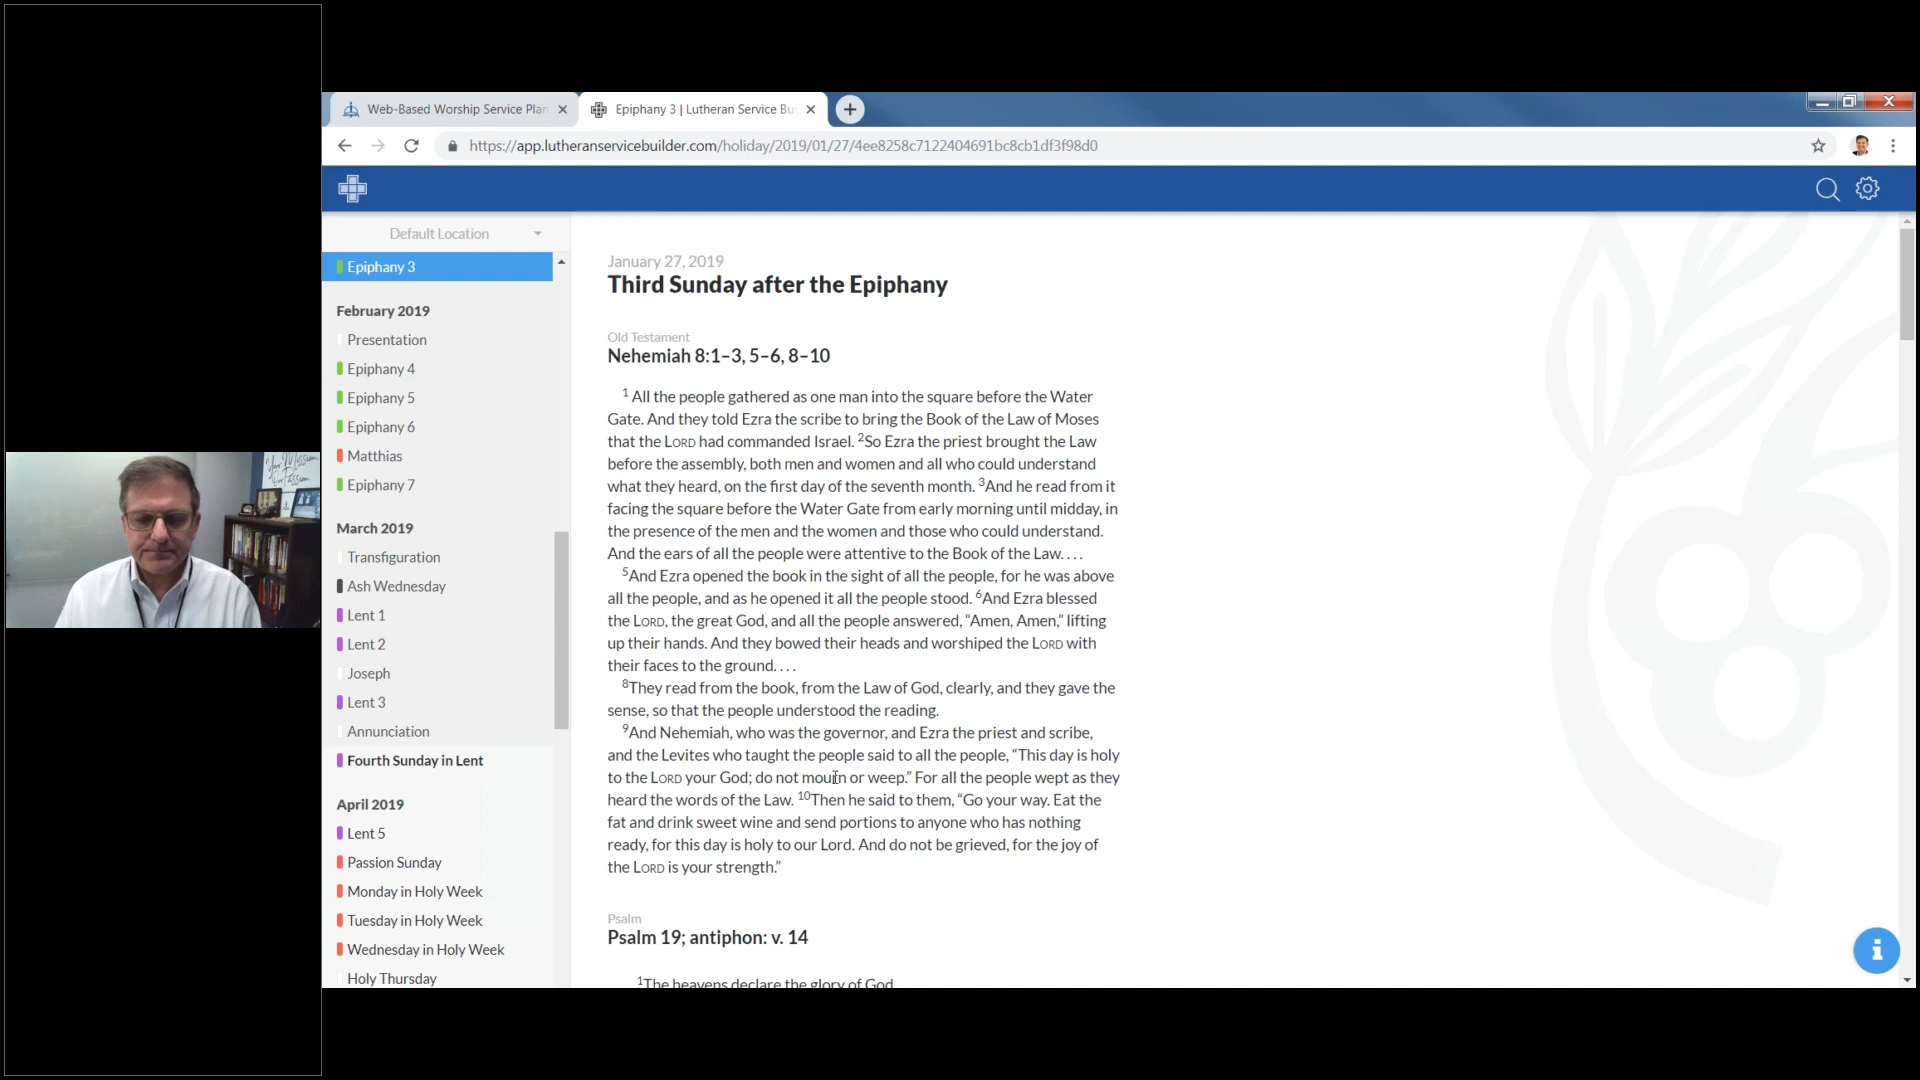 Web-Based Worship Service Plan
Epiphany 3 | Lutheran Service Bu
https://app.lutheranservicebuilder.com/holiday/2019/01/27/4ee8258c7122404691bc8cb1df3f98d0
Default Location
Epiphany 3
February 2019
Presentation
Epiphany 4
Epiphany 5
Epiphany 6
Matthias
Epiphany 7
March 2019
Transfiguration
Ash Wednesday
Lent 1
Lent 2
Joseph
Lent 3
Annunciation
Fourth Sunday in Lent
April 2019
Lent 5
Passion Sunday
Monday in Holy Week
Tuesday in Holy Week
Wednesday in Holy Week
Holy Thursday
January 27, 2019
Third Sunday after the Epiphany
Old Testament
Nehemiah 8:1–3, 5–6, 8–10
1 All the people gathered as one man into the square before the Water
Gate. And they told Ezra the scribe to bring the Book of the Law of Moses
that the LORD had commanded Israel. 2So Ezra the priest brought the Law
before the assembly, both men and women and all who could understand
what they heard, on the first day of the seventh month. 3And he read from it
facing the square before the Water Gate from early morning until midday, in
the presence of the men and the women and those who could understand.
And the ears of all the people were attentive to the Book of the Law. . . .
5And Ezra opened the book in the sight of all the people, for he was above
all the people, and as he opened it all the people stood. 6And Ezra blessed
the LORD, the great God, and all the people answered, “Amen, Amen,” lifting
up their hands. And they bowed their heads and worshiped the LORD with
their faces to the ground. . . .
8They read from the book, from the Law of God, clearly, and they gave the
sense, so that the people understood the reading.
9And Nehemiah, who was the governor, and Ezra the priest and scribe,
and the Levites who taught the people said to all the people, “This day is holy
to the LORD your God; do not mourn or weep.” For all the people wept as they
heard the words of the Law. 10Then he said to them, “Go your way. Eat the
fat and drink sweet wine and send portions to anyone who has nothing
ready, for this day is holy to our Lord. And do not be grieved, for the joy of
the LORD is your strength.”
Psalm
Psalm 19; antiphon: v. 14
1The heavens declare the glory of God